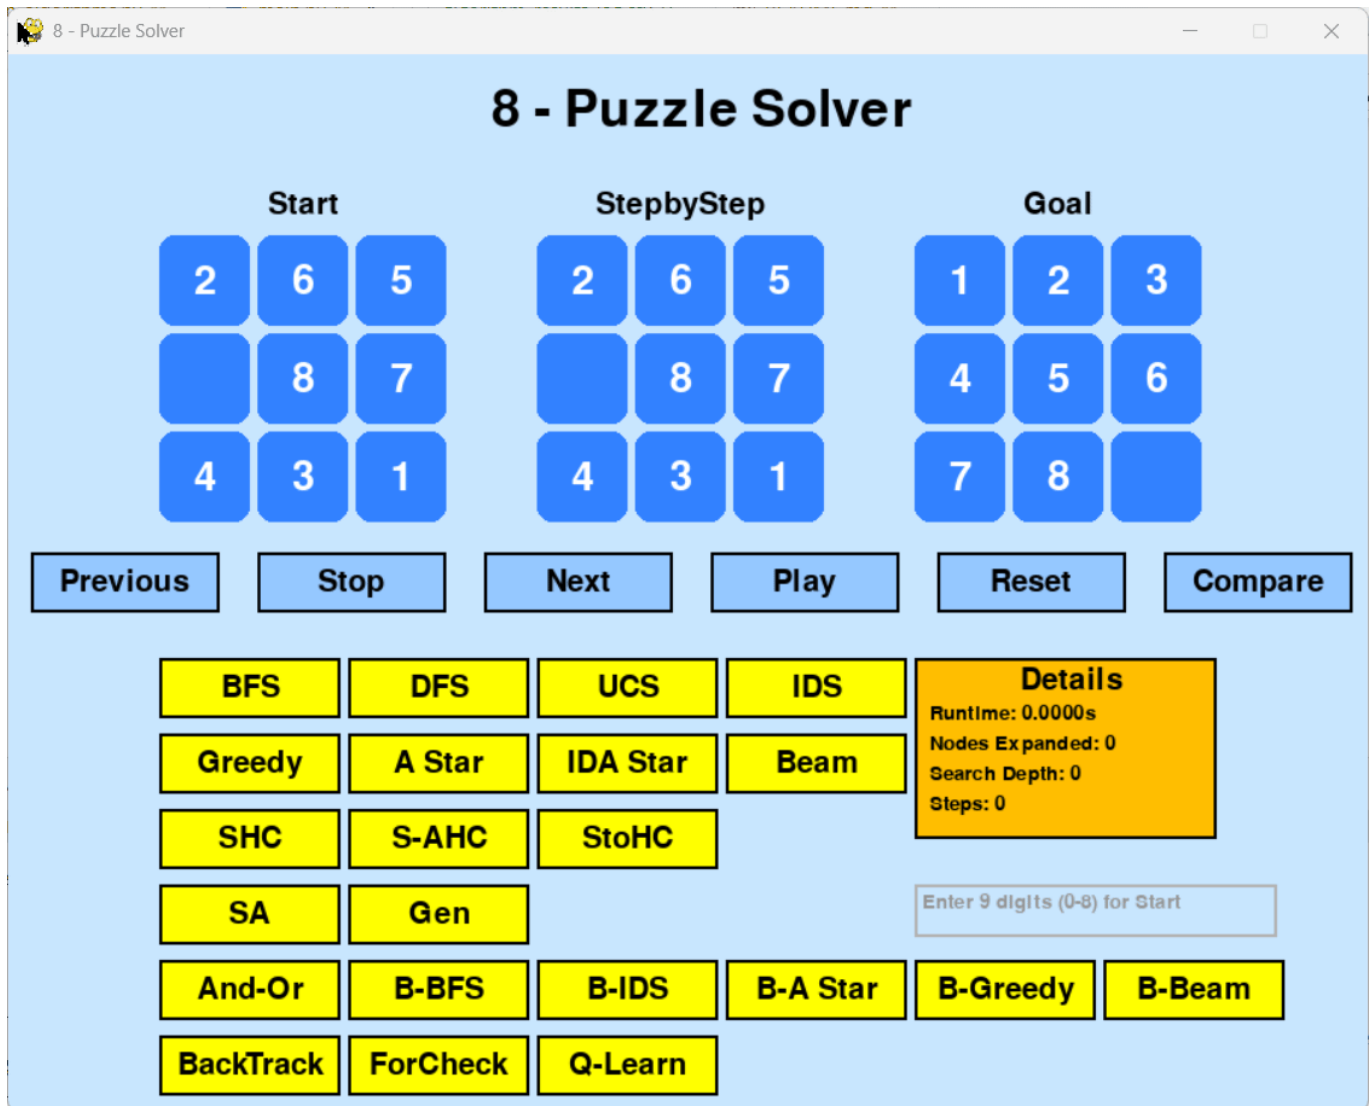 8 - Puzzle Solver
8 - Puzzle Solver
Start StepbyStep Goal
2 6 5 2 6 5 1 2 3
8 7 8 7 4 5 6
4 3 1 4 3 1 7 8
Previous Stop Next Play Reset Compare
BFS DFS UCS IDS
Details
Runtime: 0.0000s
Nodes Expanded: 0
Search Depth: 0
Steps: 0
Greedy A Star IDA Star Beam
SHC S-AHC StoHC
SA Gen
Enter 9 digits (0-8) for Start
And-Or B-BFS B-IDS B-A Star B-Greedy B-Beam
BackTrack ForCheck Q-Learn